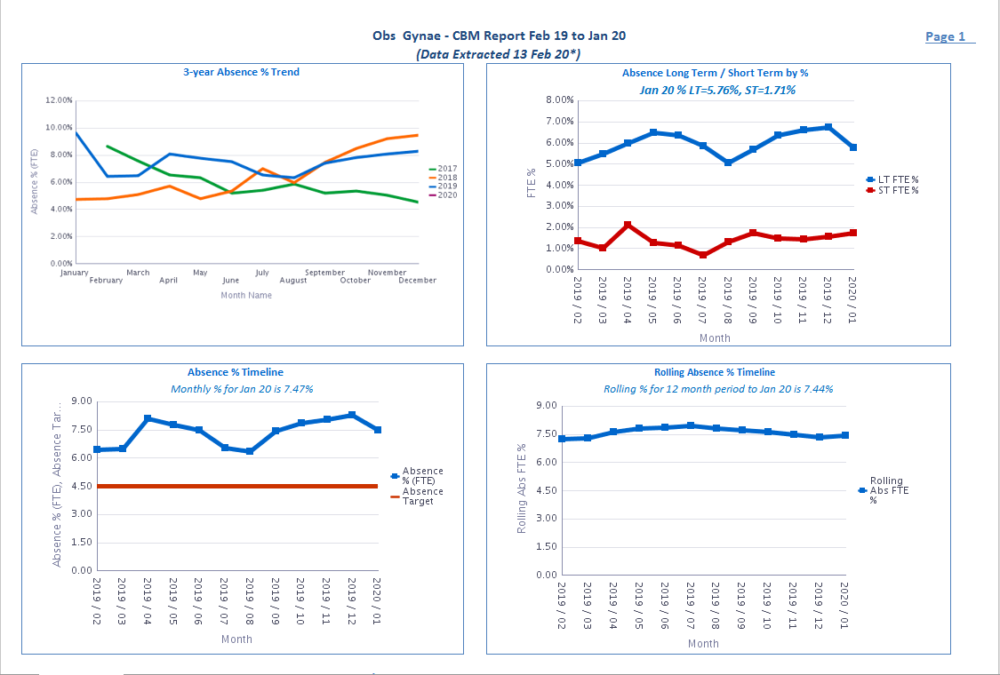 Obs  Gynae - CBM Report Feb 19 to Jan 20
Page 1
(Data Extracted 13 Feb 20*)
3-year Absence % Trend
12.00%
10.00%
8.00%
6.00%
4.00%
2.00%
0.00%
Absence % (FTE)
January
February
March
April
May
June
July
August
September
October
November
December
Month Name
2017
2018
2019
2020
Absence Long Term / Short Term by %
Jan 20 % LT=5.76%, ST=1.71%
8.00%
7.00%
6.00%
5.00%
4.00%
3.00%
2.00%
1.00%
0.00%
FTE %
2019 / 02
2019 / 03
2019 / 04
2019 / 05
2019 / 06
2019 / 07
2019 / 08
2019 / 09
2019 / 10
2019 / 11
2019 / 12
2020 / 01
Month
LT FTE %
ST FTE %
Absence % Timeline
Monthly % for Jan 20 is 7.47%
9.00
7.50
6.00
4.50
3.00
1.50
0.00
Absence % (FTE), Absence Tar...
2019 / 02
2019 / 03
2019 / 04
2019 / 05
2019 / 06
2019 / 07
2019 / 08
2019 / 09
2019 / 10
2019 / 11
2019 / 12
2020 / 01
Month
Absence
% (FTE)
Absence
Target
Rolling Absence % Timeline
Rolling % for 12 month period to Jan 20 is 7.44%
9.00
7.50
6.00
4.50
3.00
1.50
0.00
Rolling Abs FTE %
2019 / 02
2019 / 03
2019 / 04
2019 / 05
2019 / 06
2019 / 07
2019 / 08
2019 / 09
2019 / 10
2019 / 11
2019 / 12
2020 / 01
Month
Rolling
Abs FTE
%